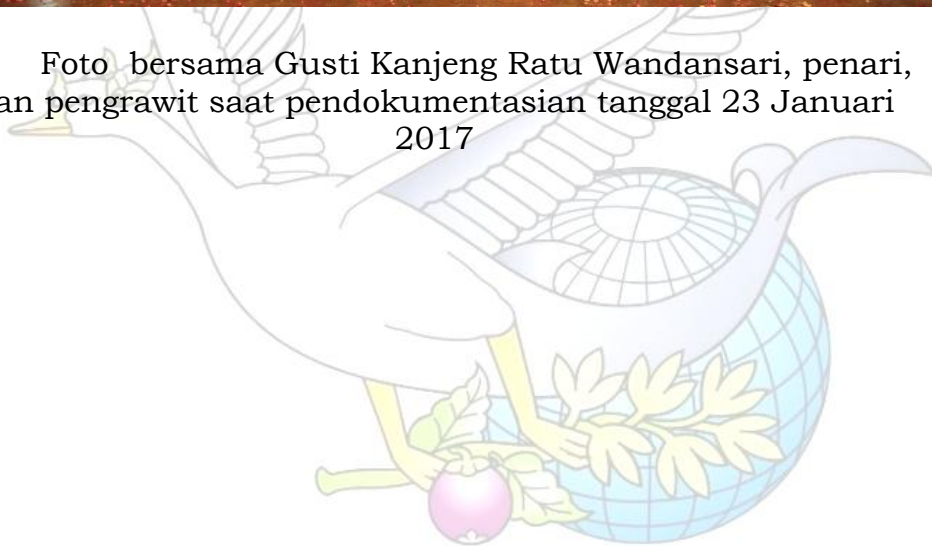 Foto bersama Gusti Kanjeng Ratu Wandansari, penari,
an pengrawit saat pendokumentasian tanggal 23 Januari
2017